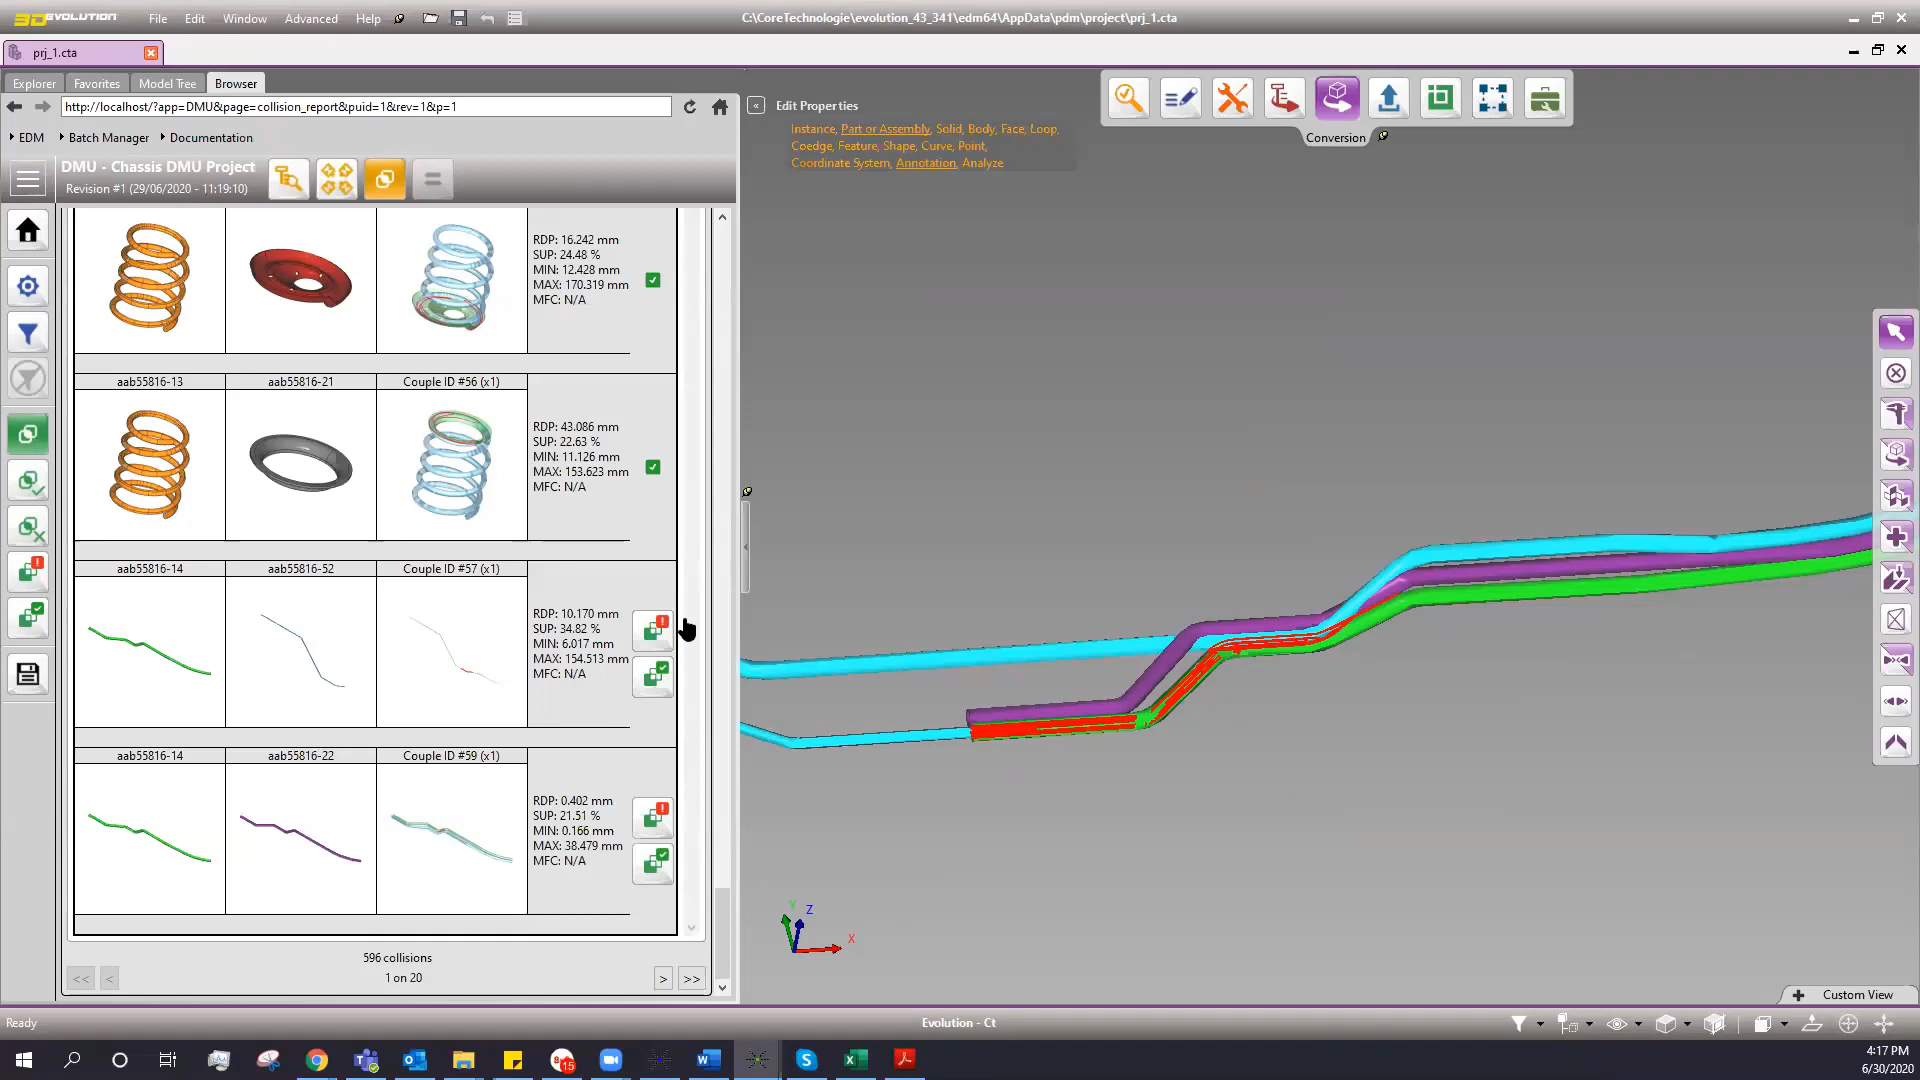 3DEVOLUTION
File Edit Window Advanced Help
C:\CoreTechnologie\evolution_43_341\edm64\AppData\pdm\project\prj_1.cta
prj_1.cta
Explorer Favorites Model Tree Browser
http://localhost/?app=DMU&page=collision_report&puid=1&rev=1&p=1
EDM Batch Manager Documentation
DMU - Chassis DMU Project
Revision #1 (29/06/2020 - 11:19:10)
Edit Properties
Instance, Part or Assembly, Solid, Body, Face, Loop,
Coedge, Feature, Shape, Curve, Point,
Coordinate System, Annotation, Analyze
Conversion
RDP: 16.242 mm
SUP: 24.48 %
MIN: 12.428 mm
MAX: 170.319 mm
MFC: N/A
aab55816-13 aab55816-21 Couple ID #56 (x1)
RDP: 43.086 mm
SUP: 22.63 %
MIN: 11.126 mm
MAX: 153.623 mm
MFC: N/A
aab55816-14 aab55816-52 Couple ID #57 (x1)
RDP: 10.170 mm
SUP: 34.82 %
MIN: 6.017 mm
MAX: 154.513 mm
MFC: N/A
aab55816-14 aab55816-22 Couple ID #59 (x1)
RDP: 0.402 mm
SUP: 21.51 %
MIN: 0.166 mm
MAX: 38.479 mm
MFC: N/A
596 collisions
<< < 1 on 20 > >>
Y Z X
Custom View
Ready
Evolution - Ct
15
4:17 PM
6/30/2020